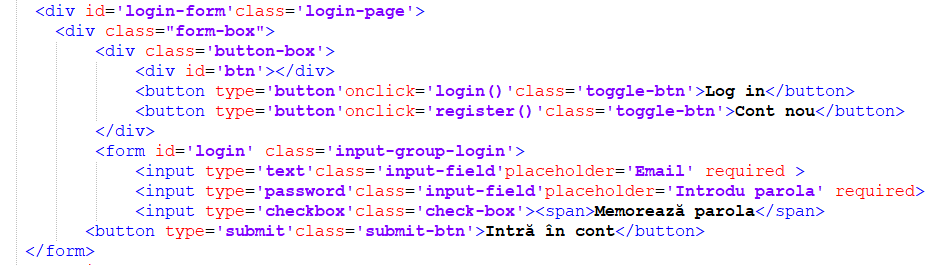 <div id='login-form'class='login-page'>
<div class="form-box">
<div class='button-box'>
<div id='btn'></div>
<button type='button'onclick='login()'class='toggle-btn'>Log in</button>
<button type='button'onclick='register()'class='toggle-btn'>Cont nou</button>
</div>
<form id='login' class='input-group-login'>
<input type='text'class='input-field'placeholder='Email' required >
<input type='password'class='input-field'placeholder='Introdu parola' required>
<input type='checkbox'class='check-box'><span>Memorează parola</span>
<button type='submit'class='submit-btn'>Intră în cont</button>
</form>